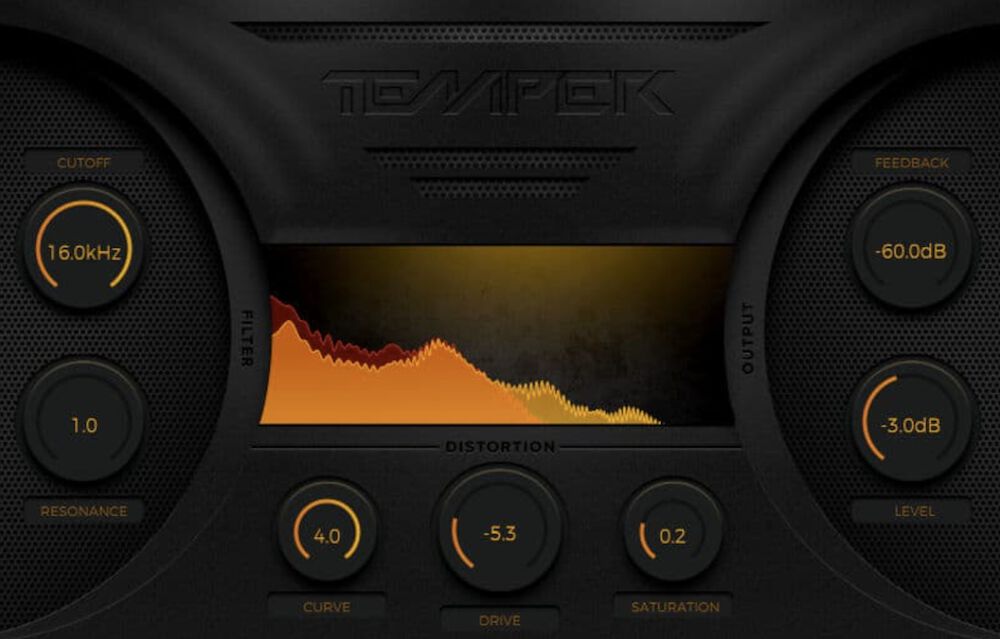 TEMPER
CUTOFF
16.0kHz
1.0
RESONANCE
FILTER
FEEDBACK
-60.0dB
-3.0dB
LEVEL
OUTPUT
DISTORTION
4.0
CURVE
-5.3
DRIVE
0.2
SATURATION